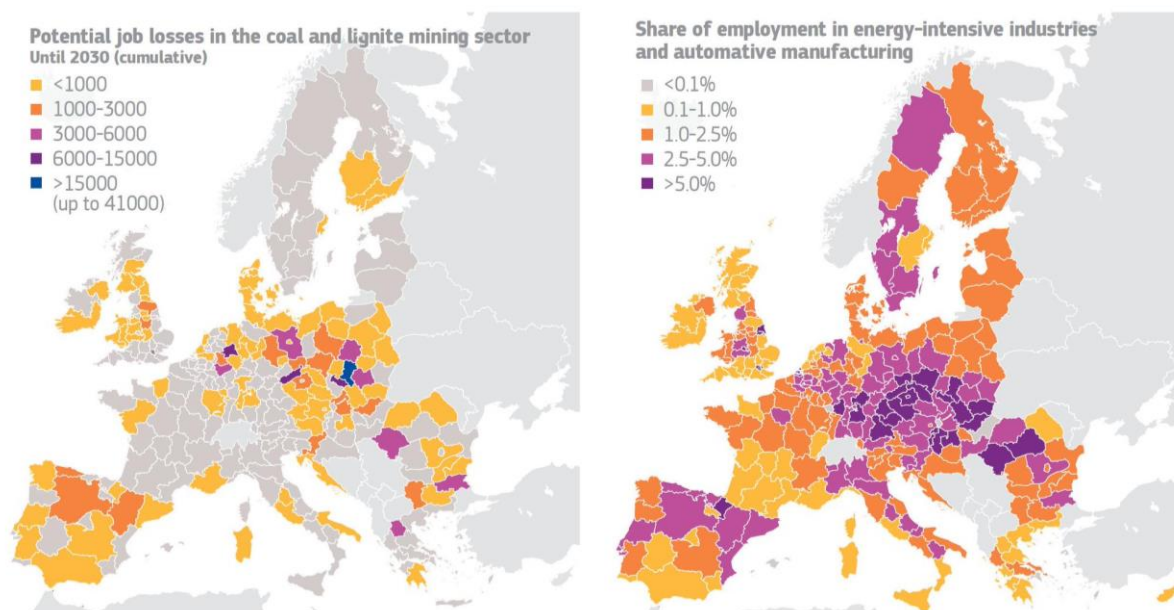 Potential job losses in the coal and lignite mining sector
Until 2030 (cumulative)
<1000
1000-3000
3000-6000
6000-15000
>15000
(up to 41000)
Share of employment in energy-intensive industries
and automative manufacturing
<0.1%
0.1-1.0%
1.0-2.5%
2.5-5.0%
>5.0%